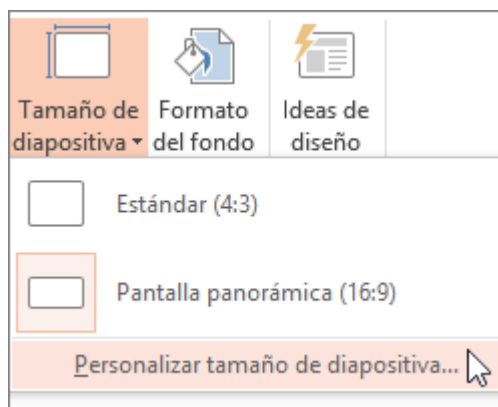 Tamaño de
diapositiva
Formato
del fondo
Ideas de
diseño
Estándar (4:3)
Pantalla panorámica (16:9)
Personalizar tamaño de diapositiva...